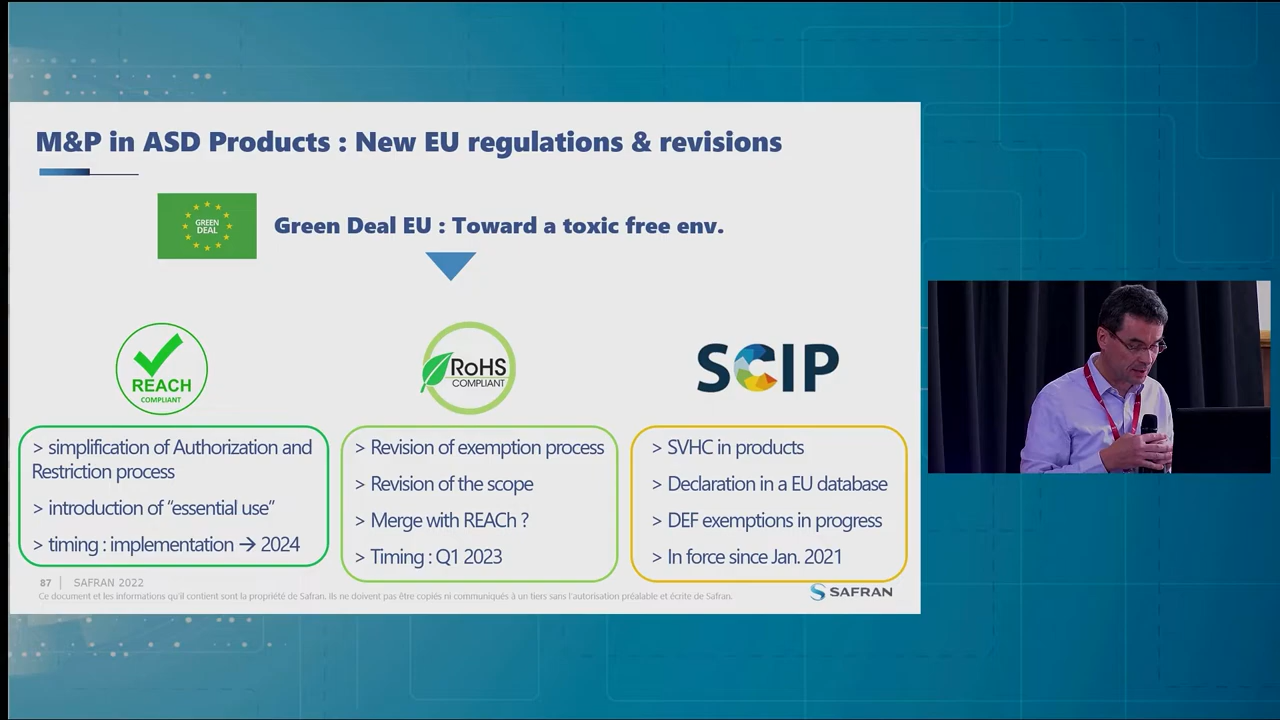 M&P in ASD Products : New EU regulations & revisions
GREEN
DEAL
Green Deal EU : Toward a toxic free env.
REACH
COMPLIANT
RoHS
COMPLIANT
SCIP
> simplification of Authorization and
Restriction process
> introduction of “essential use”
> timing : implementation → 2024
> Revision of exemption process
> Revision of the scope
> Merge with REACh ?
> Timing : Q1 2023
> SVHC in products
> Declaration in a EU database
> DEF exemptions in progress
> In force since Jan. 2021
87 | SAFRAN 2022
Ce document et les informations qu'il contient sont la propriété de Safran. Ils ne doivent pas être copiés ni communiqués à un tiers sans l'autorisation préalable et écrite de Safran.
SAFRAN